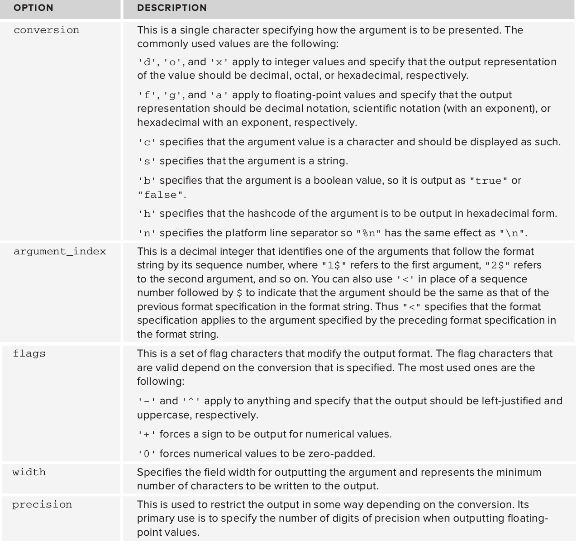 OPTION DESCRIPTION
conversion This is a single character specifying how the argument is to be presented. The
commonly used values are the following:
'd', 'o', and 'x' apply to integer values and specify that the output representation
of the value should be decimal, octal, or hexadecimal, respectively.
'f', 'g', and 'a' apply to floating-point values and specify that the output
representation should be decimal notation, scientific notation (with an exponent), or
hexadecimal with an exponent, respectively.
'c' specifies that the argument value is a character and should be displayed as such.
's' specifies that the argument is a string.
'b' specifies that the argument is a boolean value, so it is output as "true" or
"false".
'h' specifies that the hashcode of the argument is to be output in hexadecimal form.
'n' specifies the platform line separator so "%n" has the same effect as "\n".
argument_index This is a decimal integer that identifies one of the arguments that follow the format
string by its sequence number, where "1$" refers to the first argument, "2$" refers
to the second argument, and so on. You can also use '<' in place of a sequence
number followed by $ to indicate that the argument should be the same as that of the
previous format specification in the format string. Thus "<" specifies that the format
specification applies to the argument specified by the preceding format specification in
the format string.
flags This is a set of flag characters that modify the output format. The flag characters that
are valid depend on the conversion that is specified. The most used ones are the
following:
'-' and '^' apply to anything and specify that the output should be left-justified and
uppercase, respectively.
'+' forces a sign to be output for numerical values.
'0' forces numerical values to be zero-padded.
width Specifies the field width for outputting the argument and represents the minimum
number of characters to be written to the output.
precision This is used to restrict the output in some way depending on the conversion. Its
primary use is to specify the number of digits of precision when outputting floating-
point values.